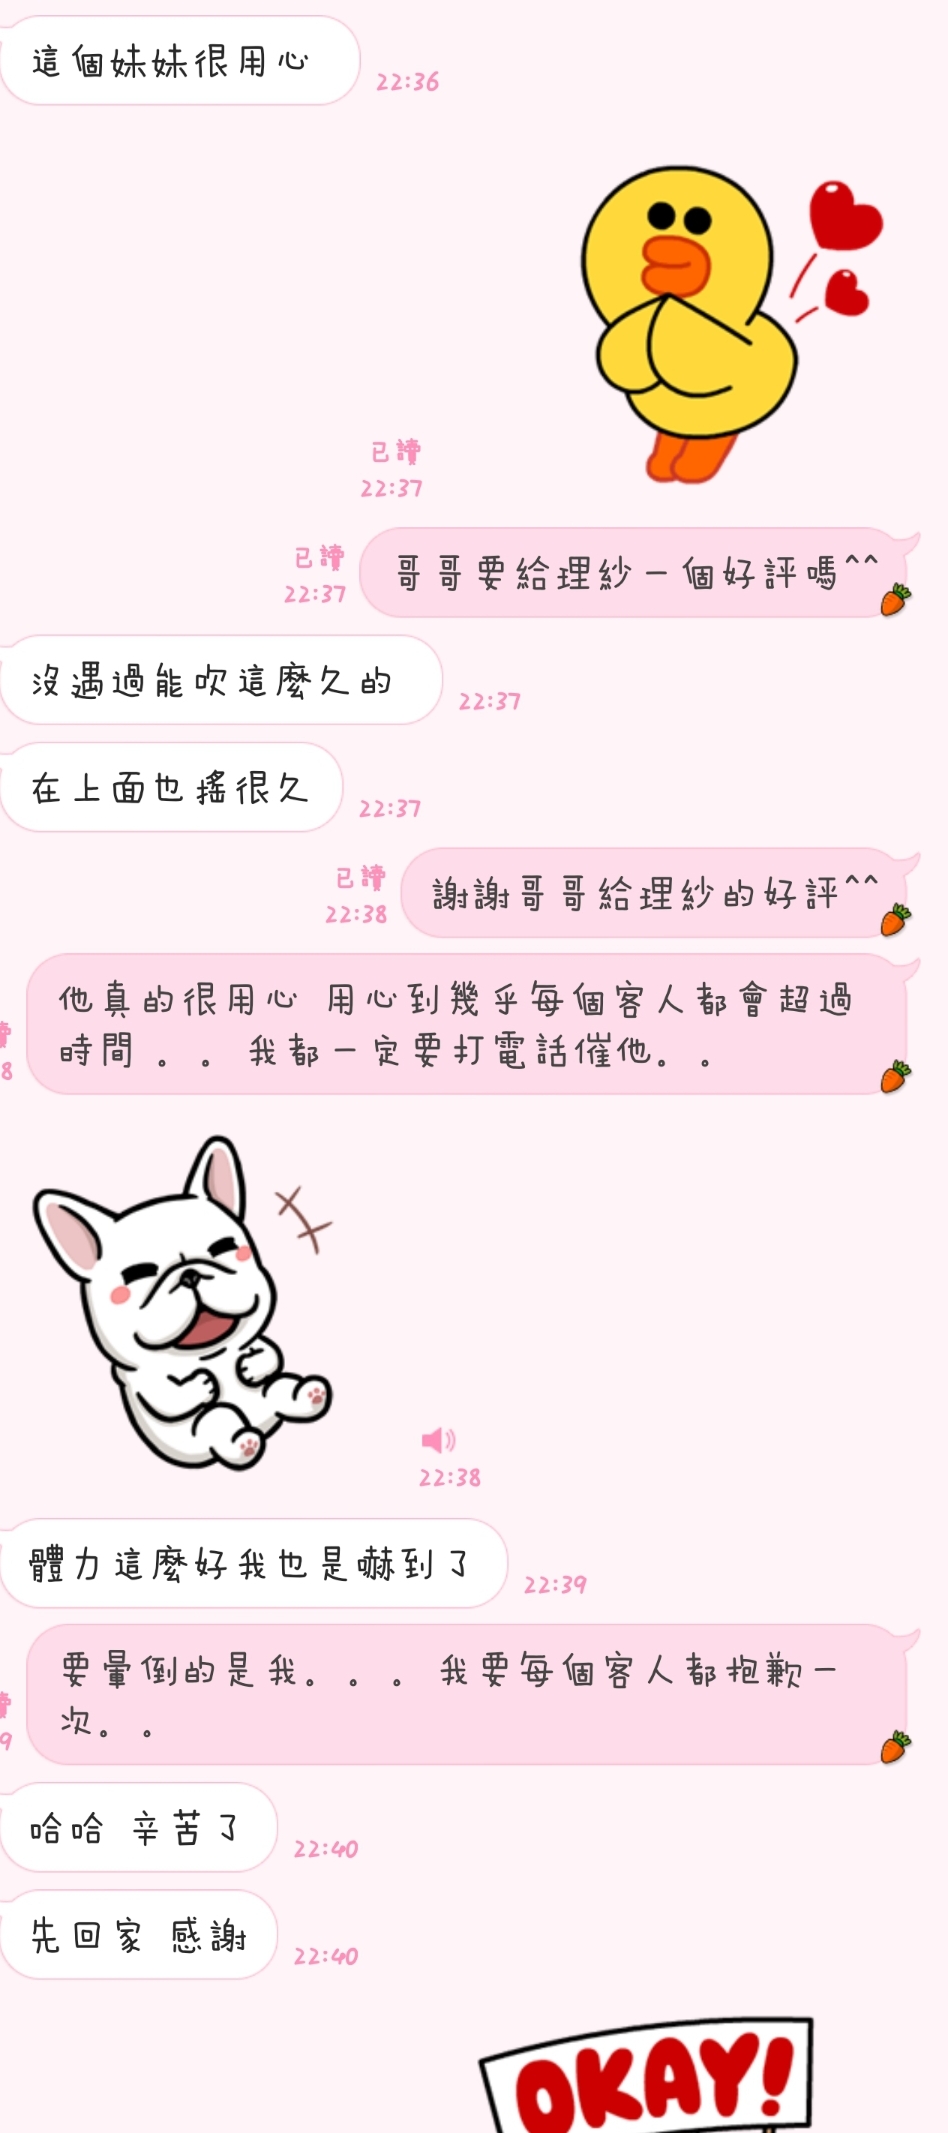 這個妹妹很用心
22:36
已讀
22:37
已讀
22:37
哥哥要給理紗一個好評嗎^^
沒遇過能吹這麼久的
22:37
在上面也搖很久
22:37
已讀
22:38
謝謝哥哥給理紗的好評^^
他真的很用心 用心到幾乎每個客人都會超過
時間 。。 我都一定要打電話催他。。
讀
8
22:38
體力這麼好我也是嚇到了
22:39
要暈倒的是我。。。 我要每個客人都抱歉一
次。。
讀
9
哈哈 辛苦了
22:40
先回家 感謝
22:40
OKAY!